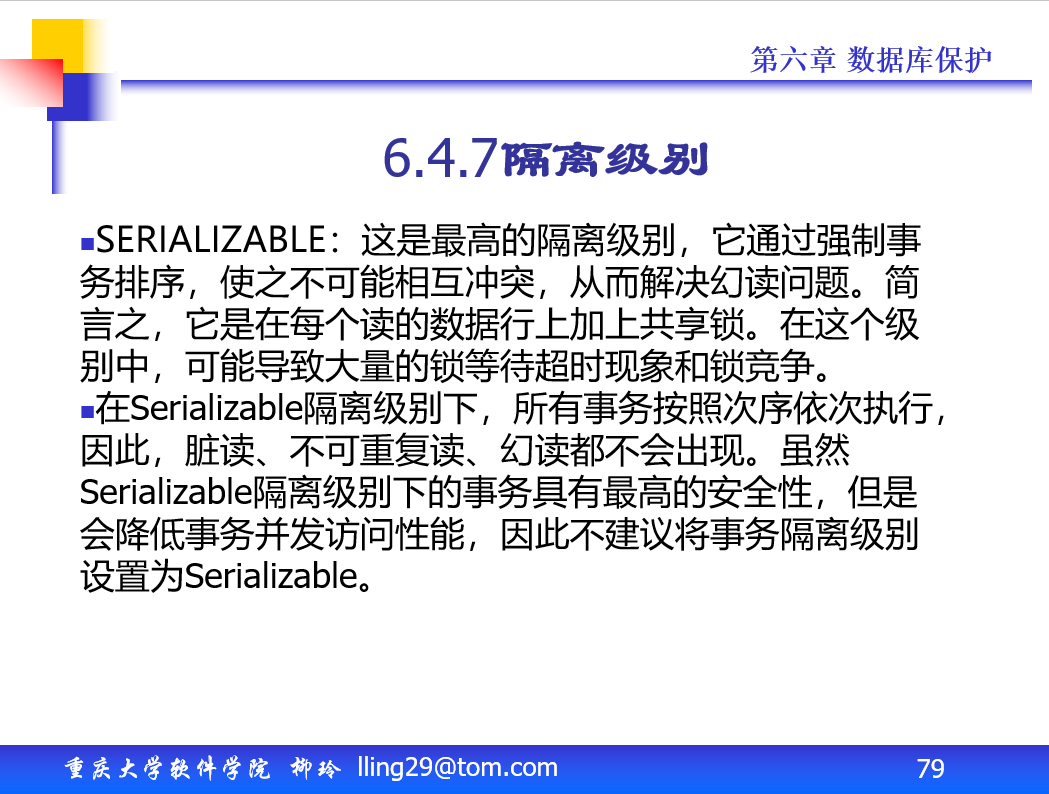 第六章 数据库保护
6.4.7隔离级别
■SERIALIZABLE：这是最高的隔离级别，它通过强制事
务排序，使之不可能相互冲突，从而解决幻读问题。简
言之，它是在每个读的数据行上加上共享锁。在这个级
别中，可能导致大量的锁等待超时现象和锁竞争。
■在Serializable隔离级别下，所有事务按照次序依次执行，
因此，脏读、不可重复读、幻读都不会出现。虽然
Serializable隔离级别下的事务具有最高的安全性，但是
会降低事务并发访问性能，因此不建议将事务隔离级别
设置为Serializable。
重庆大学软件学院 柳玲 lling29@tom.com 79